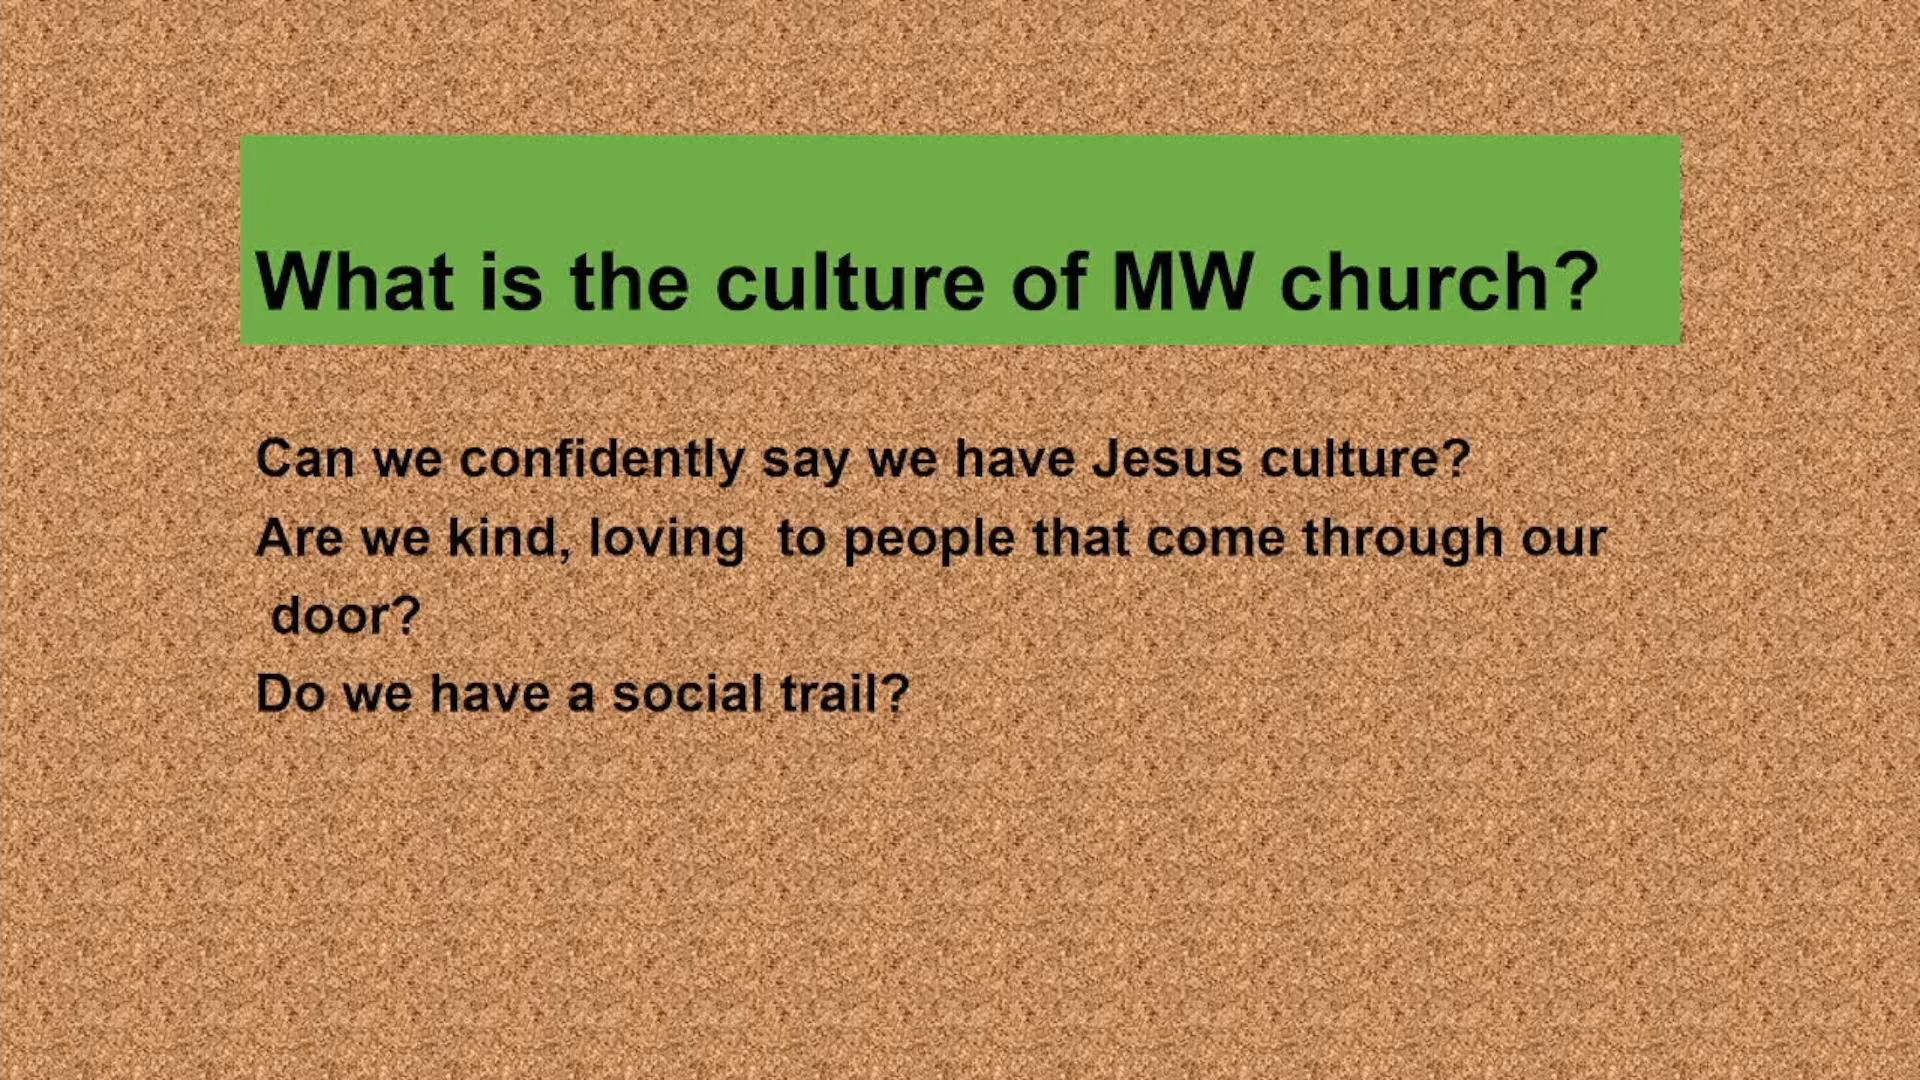 What is the culture of MW church?
Can we confidently say we have Jesus culture?
Are we kind, loving  to people that come through our
door?
Do we have a social trail?